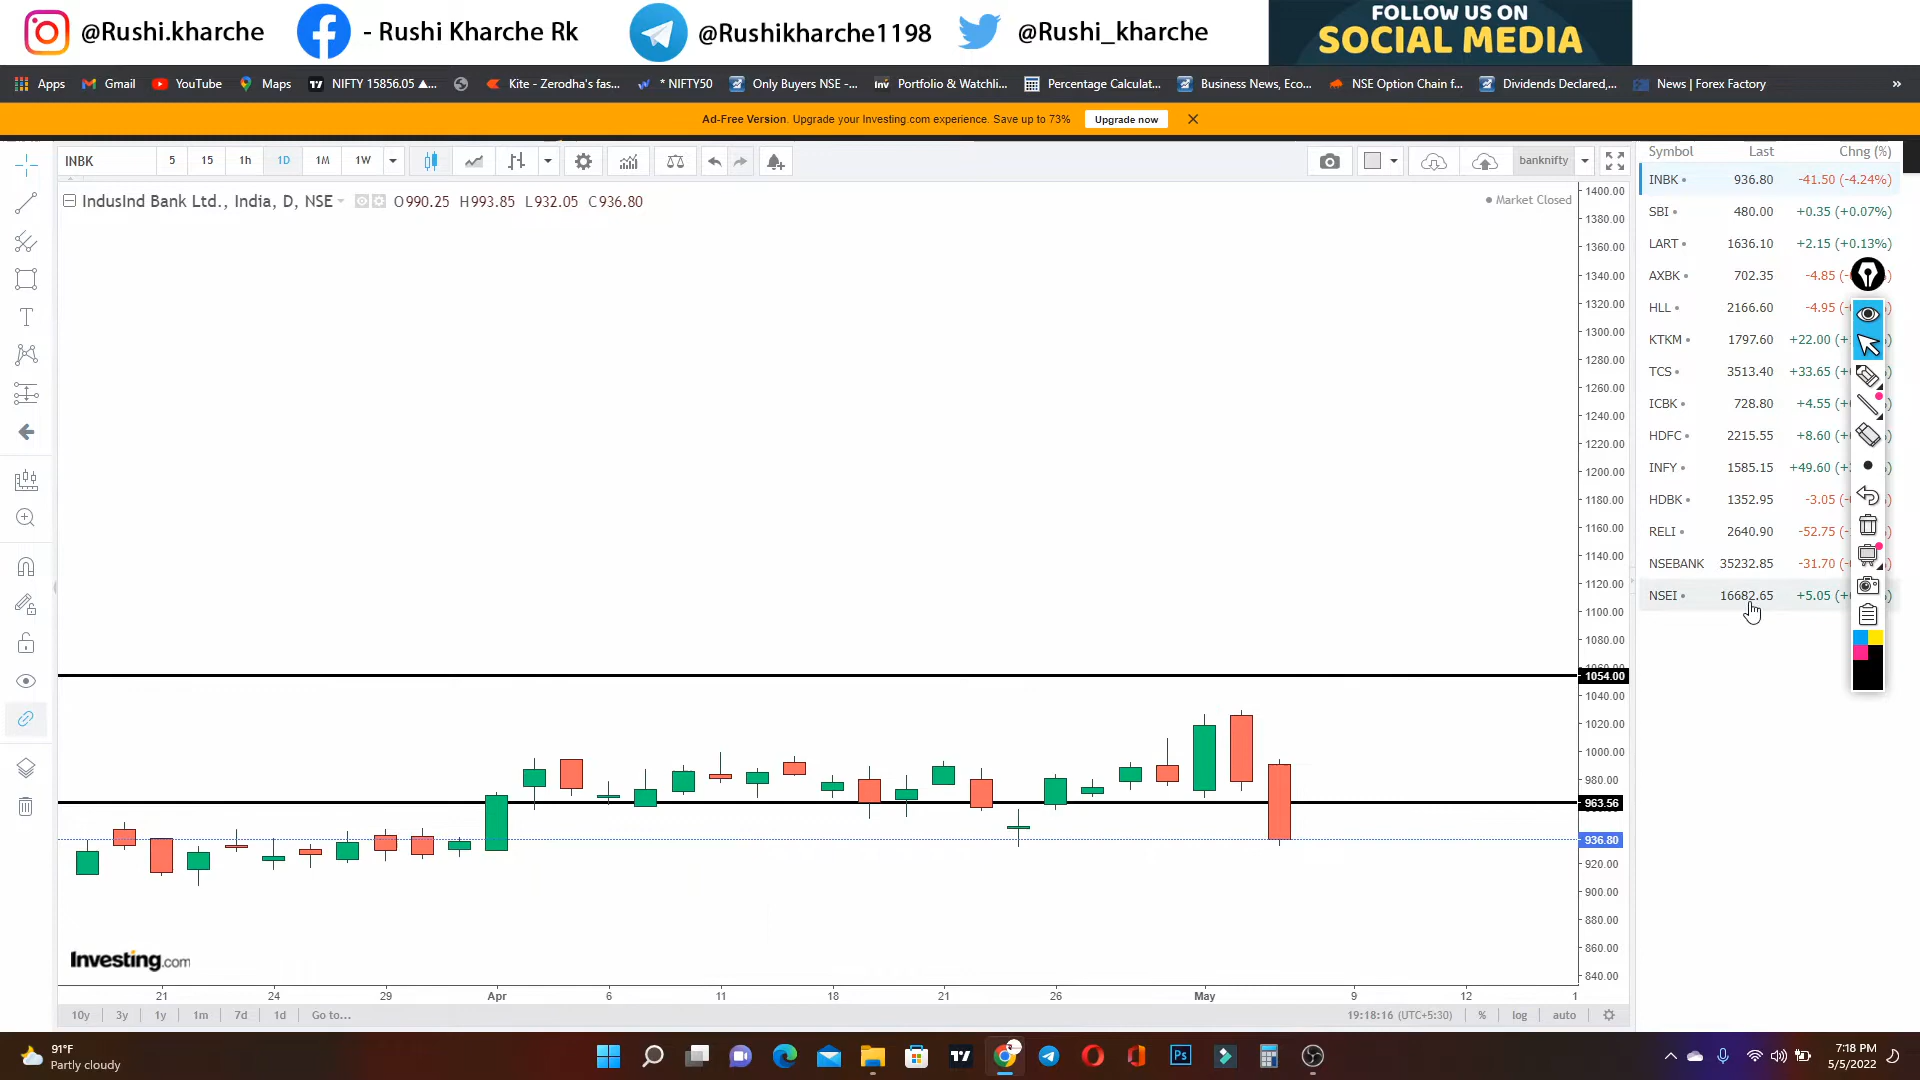 @Rushi.kharche
- Rushi Kharche Rk
@Rushikharche1198
@Rushi_kharche
FOLLOW US ON
SOCIAL MEDIA
Apps
Gmail
YouTube
Maps
NIFTY 15856.05 ▲...
Kite - Zerodha's fas...
* NIFTY50
Only Buyers NSE -...
Portfolio & Watchli...
Percentage Calculat...
Business News, Eco...
NSE Option Chain f...
Dividends Declared,...
News | Forex Factory
»
Ad-Free Version. Upgrade your Investing.com experience. Save up to 73%
Upgrade now
INBK
5
15
1h
1D
1M
1W
banknifty
IndusInd Bank Ltd., India, D, NSE
O990.25 H993.85 L932.05 C936.80
Market Closed
Symbol Last Chng (%)
INBK 936.80 -41.50 (-4.24%)
SBI 480.00 +0.35 (+0.07%)
LART 1636.10 +2.15 (+0.13%)
AXBK 702.35 -4.85
HLL 2166.60 -4.95
KTKM 1797.60 +22.00
TCS 3513.40 +33.65
ICBK 728.80 +4.55
HDFC 2215.55 +8.60
INFY 1585.15 +49.60
HDBK 1352.95 -3.05
RELI 2640.90 -52.75
NSEBANK 35232.85 -31.70
NSEI 16682.65 +5.05
1400.00
1380.00
1360.00
1340.00
1320.00
1300.00
1280.00
1260.00
1240.00
1220.00
1200.00
1180.00
1160.00
1140.00
1120.00
1100.00
1080.00
1054.00
1040.00
1020.00
1000.00
980.00
963.56
936.80
920.00
900.00
880.00
860.00
840.00
Investing.com
21
24
29
Apr
6
11
18
21
26
May
9
12
1
10y
3y
1y
1m
7d
1d
Go to...
19:18:16 (UTC+5:30)
%
log
auto
91°F
Partly cloudy
Ps
7:18 PM
5/5/2022